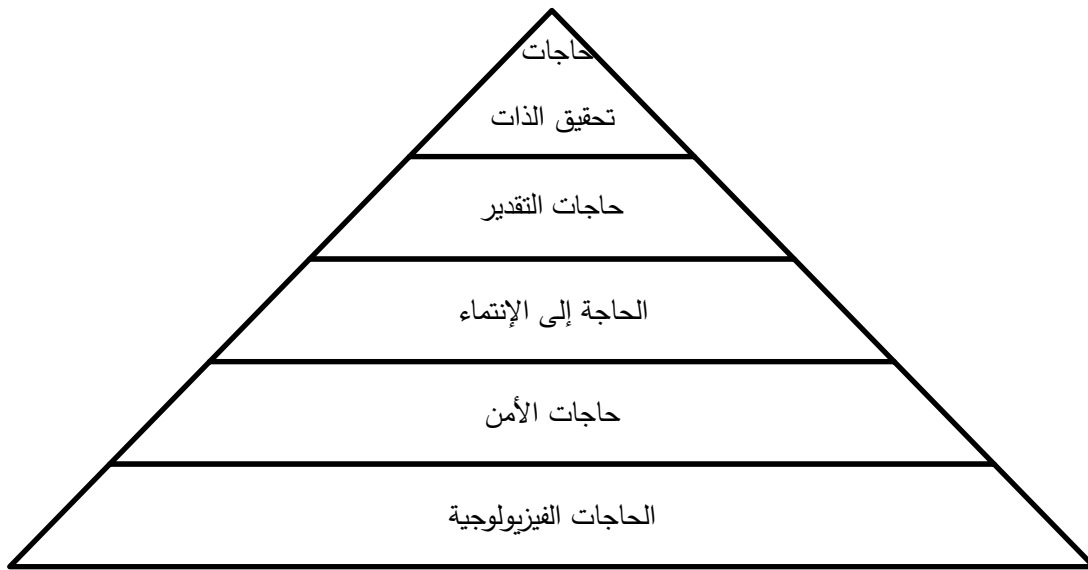 حاجات
تحقيق الذات
حاجات التقدير
الحاجة إلى الإنتماء
حاجات الأمن
الحاجات الفيزيولوجية